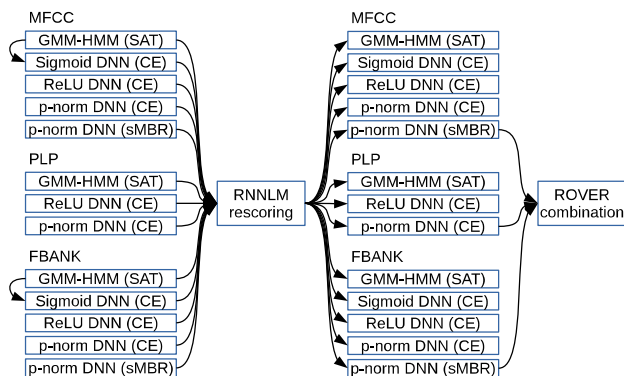 MFCC
GMM-HMM (SAT)
Sigmoid DNN (CE)
ReLU DNN (CE)
p-norm DNN (CE)
p-norm DNN (sMBR)
PLP
GMM-HMM (SAT)
ReLU DNN (CE)
p-norm DNN (CE)
FBANK
GMM-HMM (SAT)
Sigmoid DNN (CE)
ReLU DNN (CE)
p-norm DNN (CE)
p-norm DNN (sMBR)
RNNLM
rescoring
MFCC
GMM-HMM (SAT)
Sigmoid DNN (CE)
ReLU DNN (CE)
p-norm DNN (CE)
p-norm DNN (sMBR)
PLP
GMM-HMM (SAT)
ReLU DNN (CE)
p-norm DNN (CE)
FBANK
GMM-HMM (SAT)
Sigmoid DNN (CE)
ReLU DNN (CE)
p-norm DNN (CE)
p-norm DNN (sMBR)
ROVER
combination